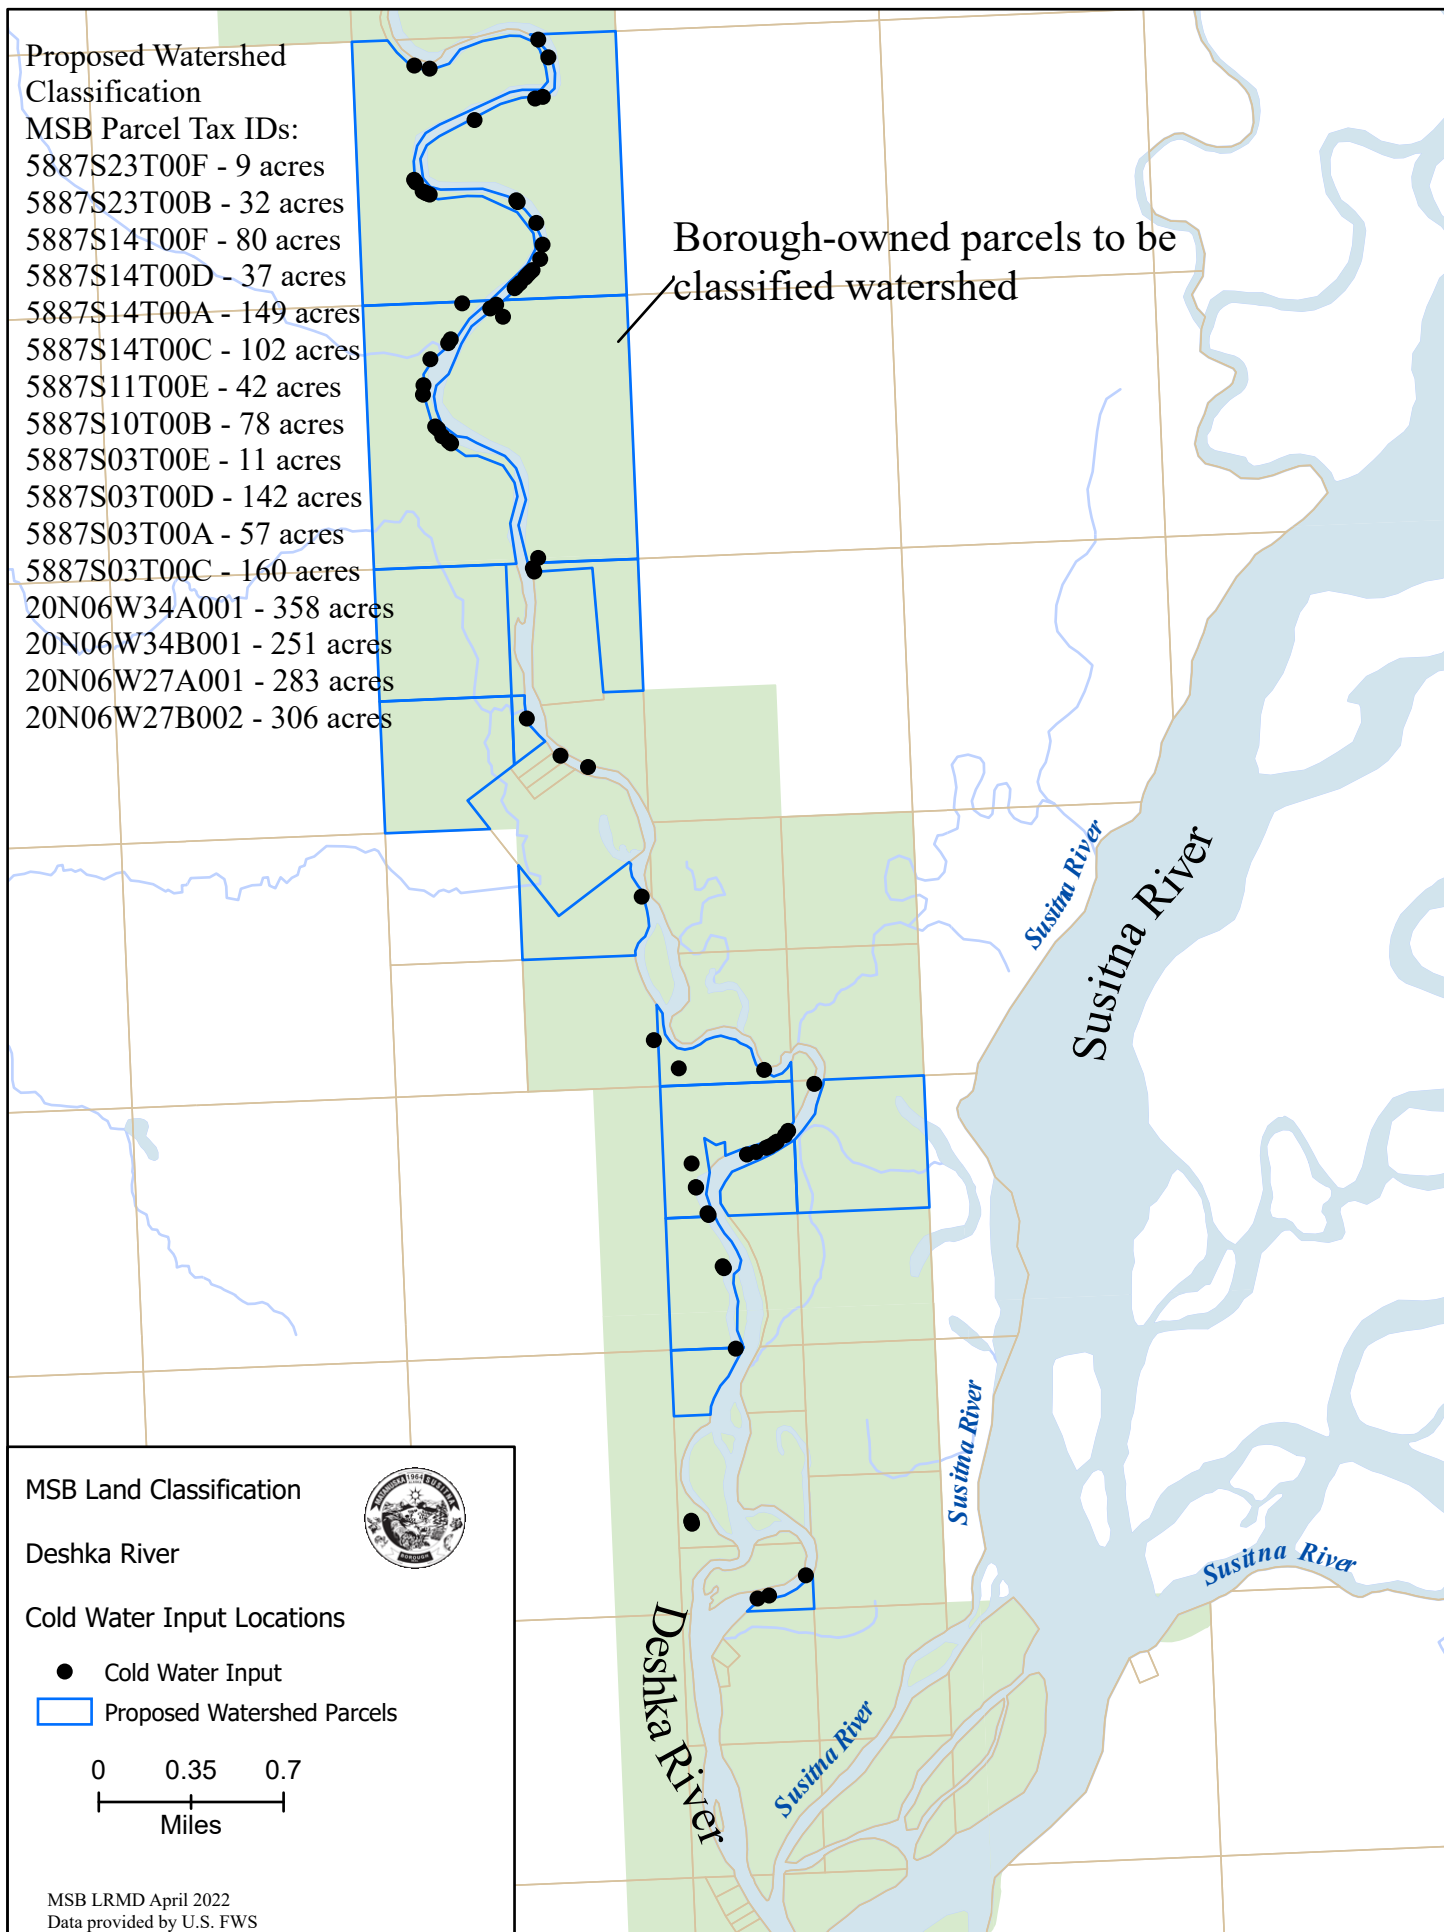 Proposed Watershed
Classification
MSB Parcel Tax IDs:
5887S23T00F - 9 acres
5887S23T00B - 32 acres
5887S14T00F - 80 acres
5887S14T00D - 37 acres
5887S14T00A - 149 acres
5887S14T00C - 102 acres
5887S11T00E - 42 acres
5887S10T00B - 78 acres
5887S03T00E - 11 acres
5887S03T00D - 142 acres
5887S03T00A - 57 acres
5887S03T00C - 160 acres
20N06W34A001 - 358 acres
20N06W34B001 - 251 acres
20N06W27A001 - 283 acres
20N06W27B002 - 306 acres
Borough-owned parcels to be
classified watershed
Susitna River
Susitna River
Susitna River
Susitna River
Susitna River
Deshka River
MSB Land Classification
Deshka River
Cold Water Input Locations
Cold Water Input
Proposed Watershed Parcels
0 0.35 0.7
Miles
MSB LRMD April 2022
Data provided by U.S. FWS
MATANUSKA 1964 SUSITNA
BOROUGH